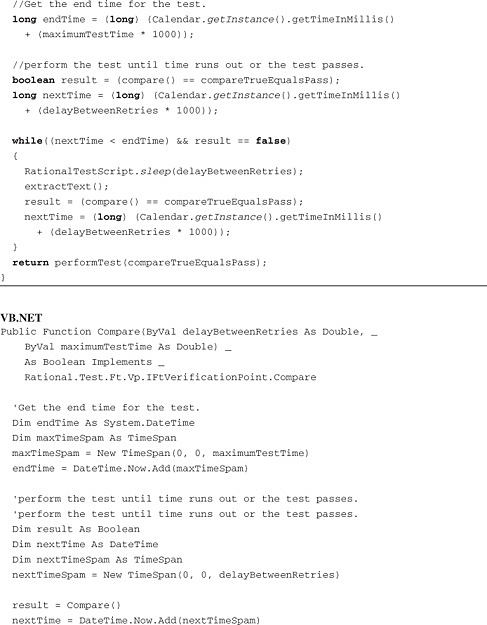 //Get the end time for the test.
long endTime = (long) (Calendar.getInstance().getTimeInMillis()
+ (maximumTestTime * 1000));
//perform the test until time runs out or the test passes.
boolean result = (compare() == compareTrueEqualsPass);
long nextTime = (long) (Calendar.getInstance().getTimeInMillis()
+ (delayBetweenRetries * 1000));
while((nextTime < endTime) && result == false)
{
RationalTestScript.sleep(delayBetweenRetries);
extractText();
result = (compare() == compareTrueEqualsPass);
nextTime = (long) (Calendar.getInstance().getTimeInMillis()
+ (delayBetweenRetries * 1000));
}
return performTest(compareTrueEqualsPass);
}
VB.NET
Public Function Compare(ByVal delayBetweenRetries As Double, _
ByVal maximumTestTime As Double) _
As Boolean Implements _
Rational.Test.Ft.Vp.IFtVerificationPoint.Compare
'Get the end time for the test.
Dim endTime As System.DateTime
Dim maxTimeSpam As TimeSpan
maxTimeSpam = New TimeSpan(0, 0, maximumTestTime)
endTime = DateTime.Now.Add(maxTimeSpam)
'perform the test until time runs out or the test passes.
'perform the test until time runs out or the test passes.
Dim result As Boolean
Dim nextTime As DateTime
Dim nextTimeSpam As TimeSpan
nextTimeSpam = New TimeSpan(0, 0, delayBetweenRetries)
result = Compare()
nextTime = DateTime.Now.Add(nextTimeSpam)